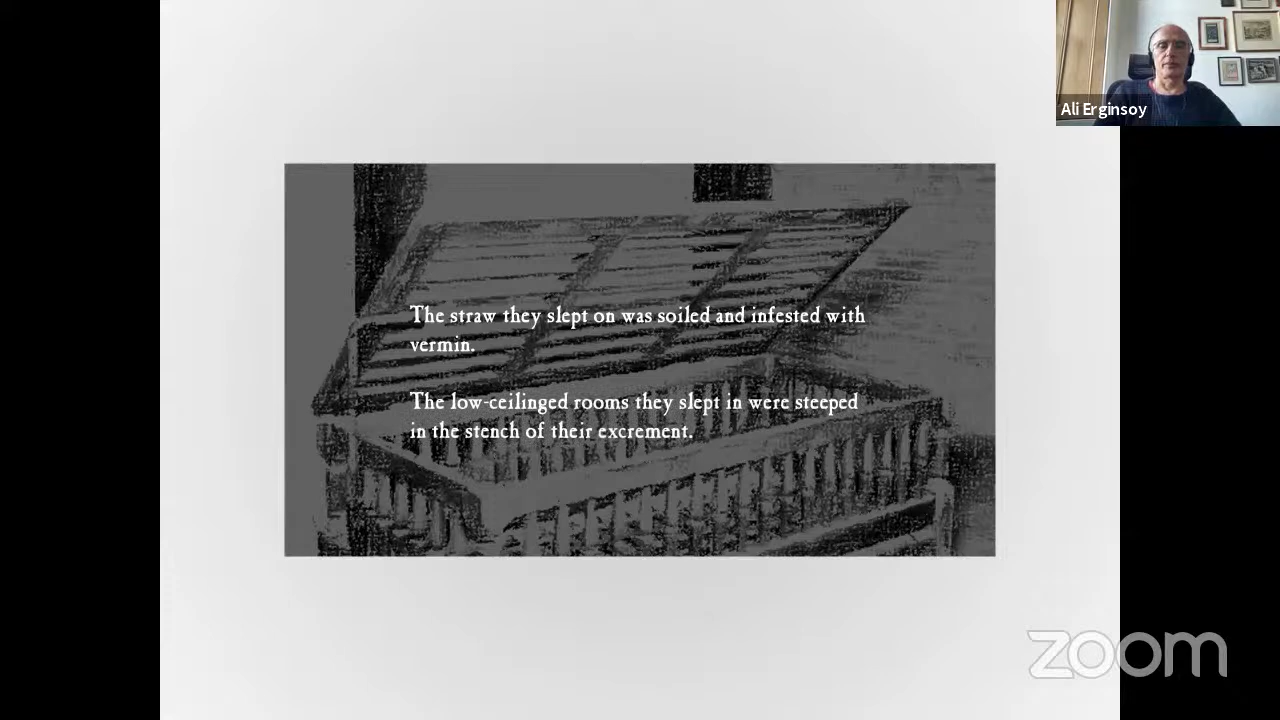 Ali Erginsoy
The straw they slept on was soiled and infested with
vermin.
The low-ceilinged rooms they slept in were steeped
in the stench of their excrement.
zoom